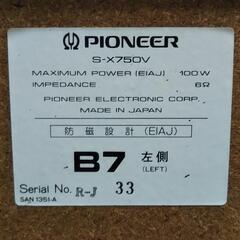 PIONEER
S-X750V
MAXIMUM POWER (EIAJ) 100W
IMPEDANCE 6Ω
PIONEER ELECTRONIC CORP.
MADE IN JAPAN
防磁設計 (EIAJ)
B7 左側
(LEFT)
Serial No. R-J 33
SAN 1351-A